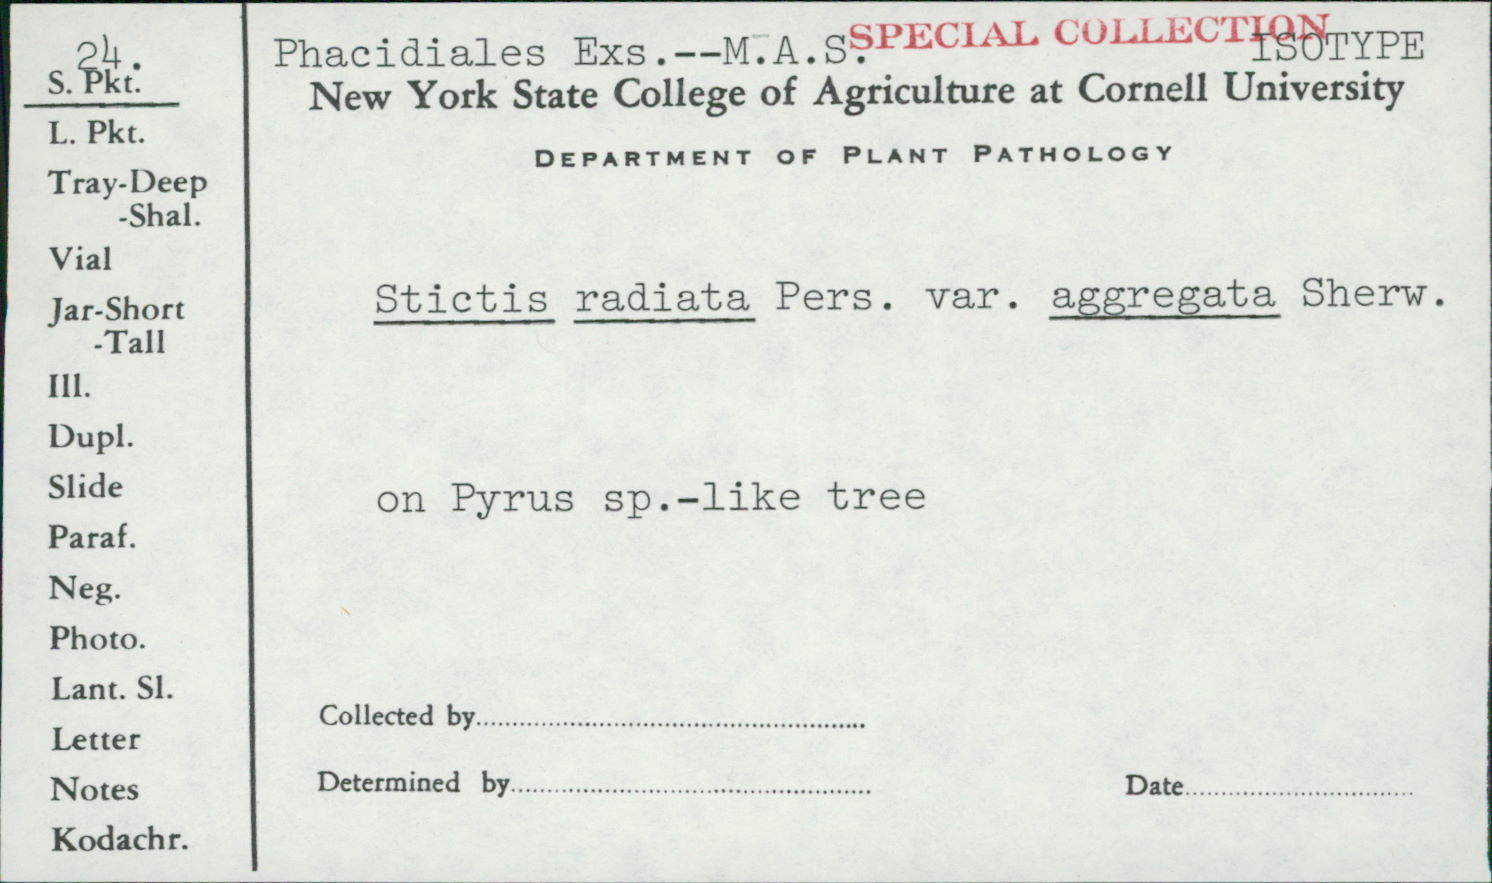 24.
S. Pkt.
L. Pkt.
Tray-Deep
-Shal.
Vial
Jar-Short
-Tall
Ill.
Dupl.
Slide
Paraf.
Neg.
Photo.
Lant. Sl.
Letter
Notes
Kodachr.
Phacidiales Exs.--M.A.S. SPECIAL COLLECTION ISOTYPE
New York State College of Agriculture at Cornell University
DEPARTMENT OF PLANT PATHOLOGY
Stictis radiata Pers. var. aggregata Sherw.
on Pyrus sp.-like tree
Collected by
Determined by
Date